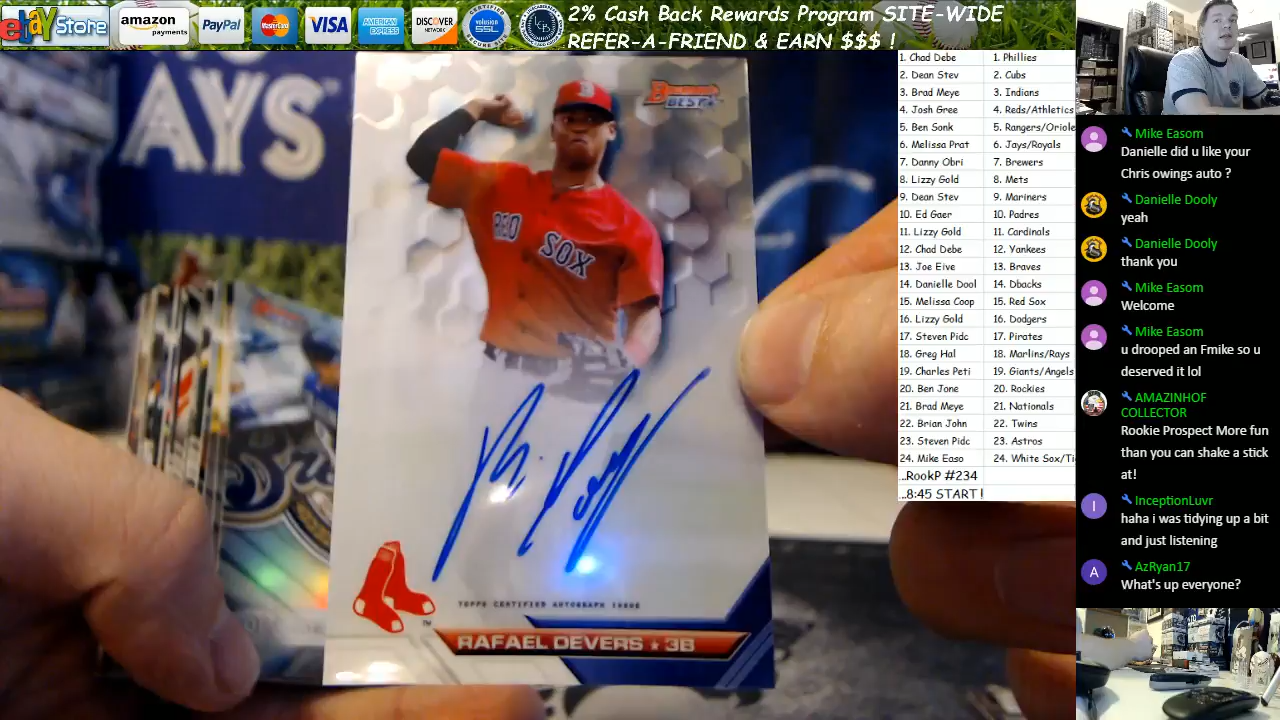 ebay Store
amazon
payments
PayPal
MasterCard
VISA
AMERICAN
EXPRESS
DISCOVER
NETWORK
CERTIFIED
volusion
SSL
2% Cash Back Rewards Program SITE-WIDE
REFER-A-FRIEND & EARN $$$ !
AYS
BEST
RED SOX
TOPPS CERTIFIED AUTOGRAPH ISSUE
TM
RAFAEL DEVERS ★ 3B
1. Chad Debe 1. Phillies
2. Dean Stev 2. Cubs
3. Brad Meye 3. Indians
4. Josh Gree 4. Reds/Athletics
5. Ben Sonk 5. Rangers/Oriole
6. Melissa Prat 6. Jays/Royals
7. Danny Obri 7. Brewers
8. Lizzy Gold 8. Mets
9. Dean Stev 9. Mariners
10. Ed Gaer 10. Padres
11. Lizzy Gold 11. Cardinals
12. Chad Debe 12. Yankees
13. Joe Eive 13. Braves
14. Danielle Dool 14. Dbacks
15. Melissa Coop 15. Red Sox
16. Lizzy Gold 16. Dodgers
17. Steven Pidc 17. Pirates
18. Greg Hal 18. Marlins/Rays
19. Charles Peti 19. Giants/Angels
20. Ben Jone 20. Rockies
21. Brad Meye 21. Nationals
22. Brian John 22. Twins
23. Steven Pidc 23. Astros
24. Mike Easo 24. White Sox/Ti
...RookP #234
...8:45 START!
Mike Easom
Danielle did u like your
Chris owings auto ?
Danielle Dooly
yeah
Danielle Dooly
thank you
Mike Easom
Welcome
Mike Easom
u drooped an Fmike so u
deserved it lol
AMAZINHOF
COLLECTOR
Rookie Prospect More fun
than you can shake a stick
at!
I
InceptionLuvr
haha i was tidying up a bit
and just listening
A
AzRyan17
What's up everyone?